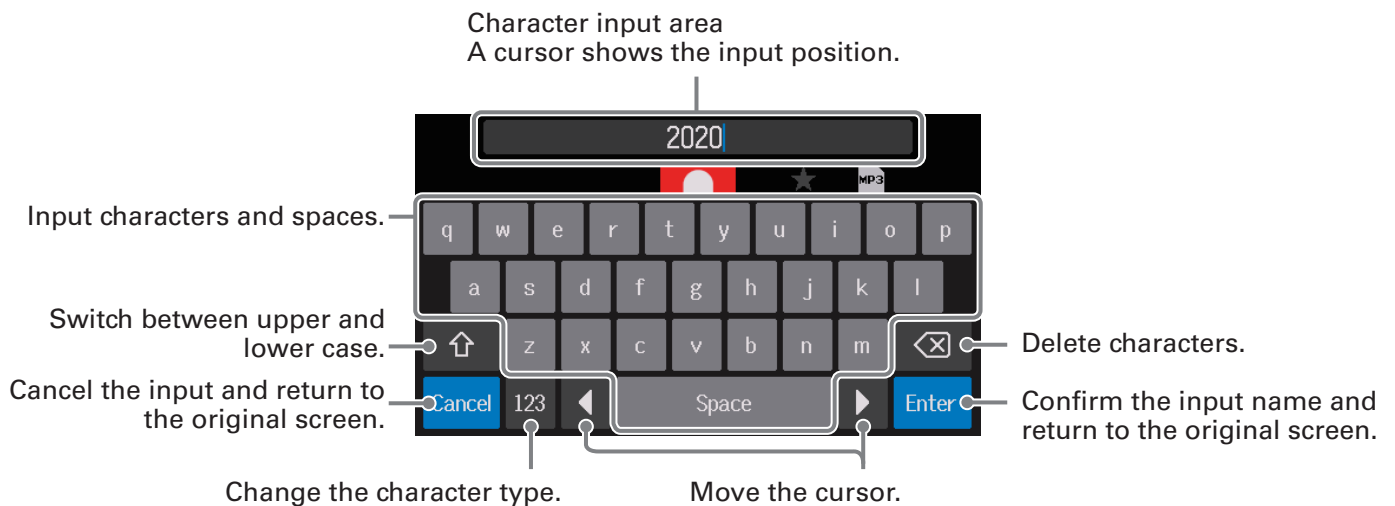 Character input area
A cursor shows the input position.
2020
MP3
Input characters and spaces.
q w e r t y u i o p
a s d f g h j k l
Switch between upper and
lower case.
z x c v b n m
Delete characters.
Cancel the input and return to
the original screen.
Cancel 123 Space Enter
Confirm the input name and
return to the original screen.
Change the character type.
Move the cursor.